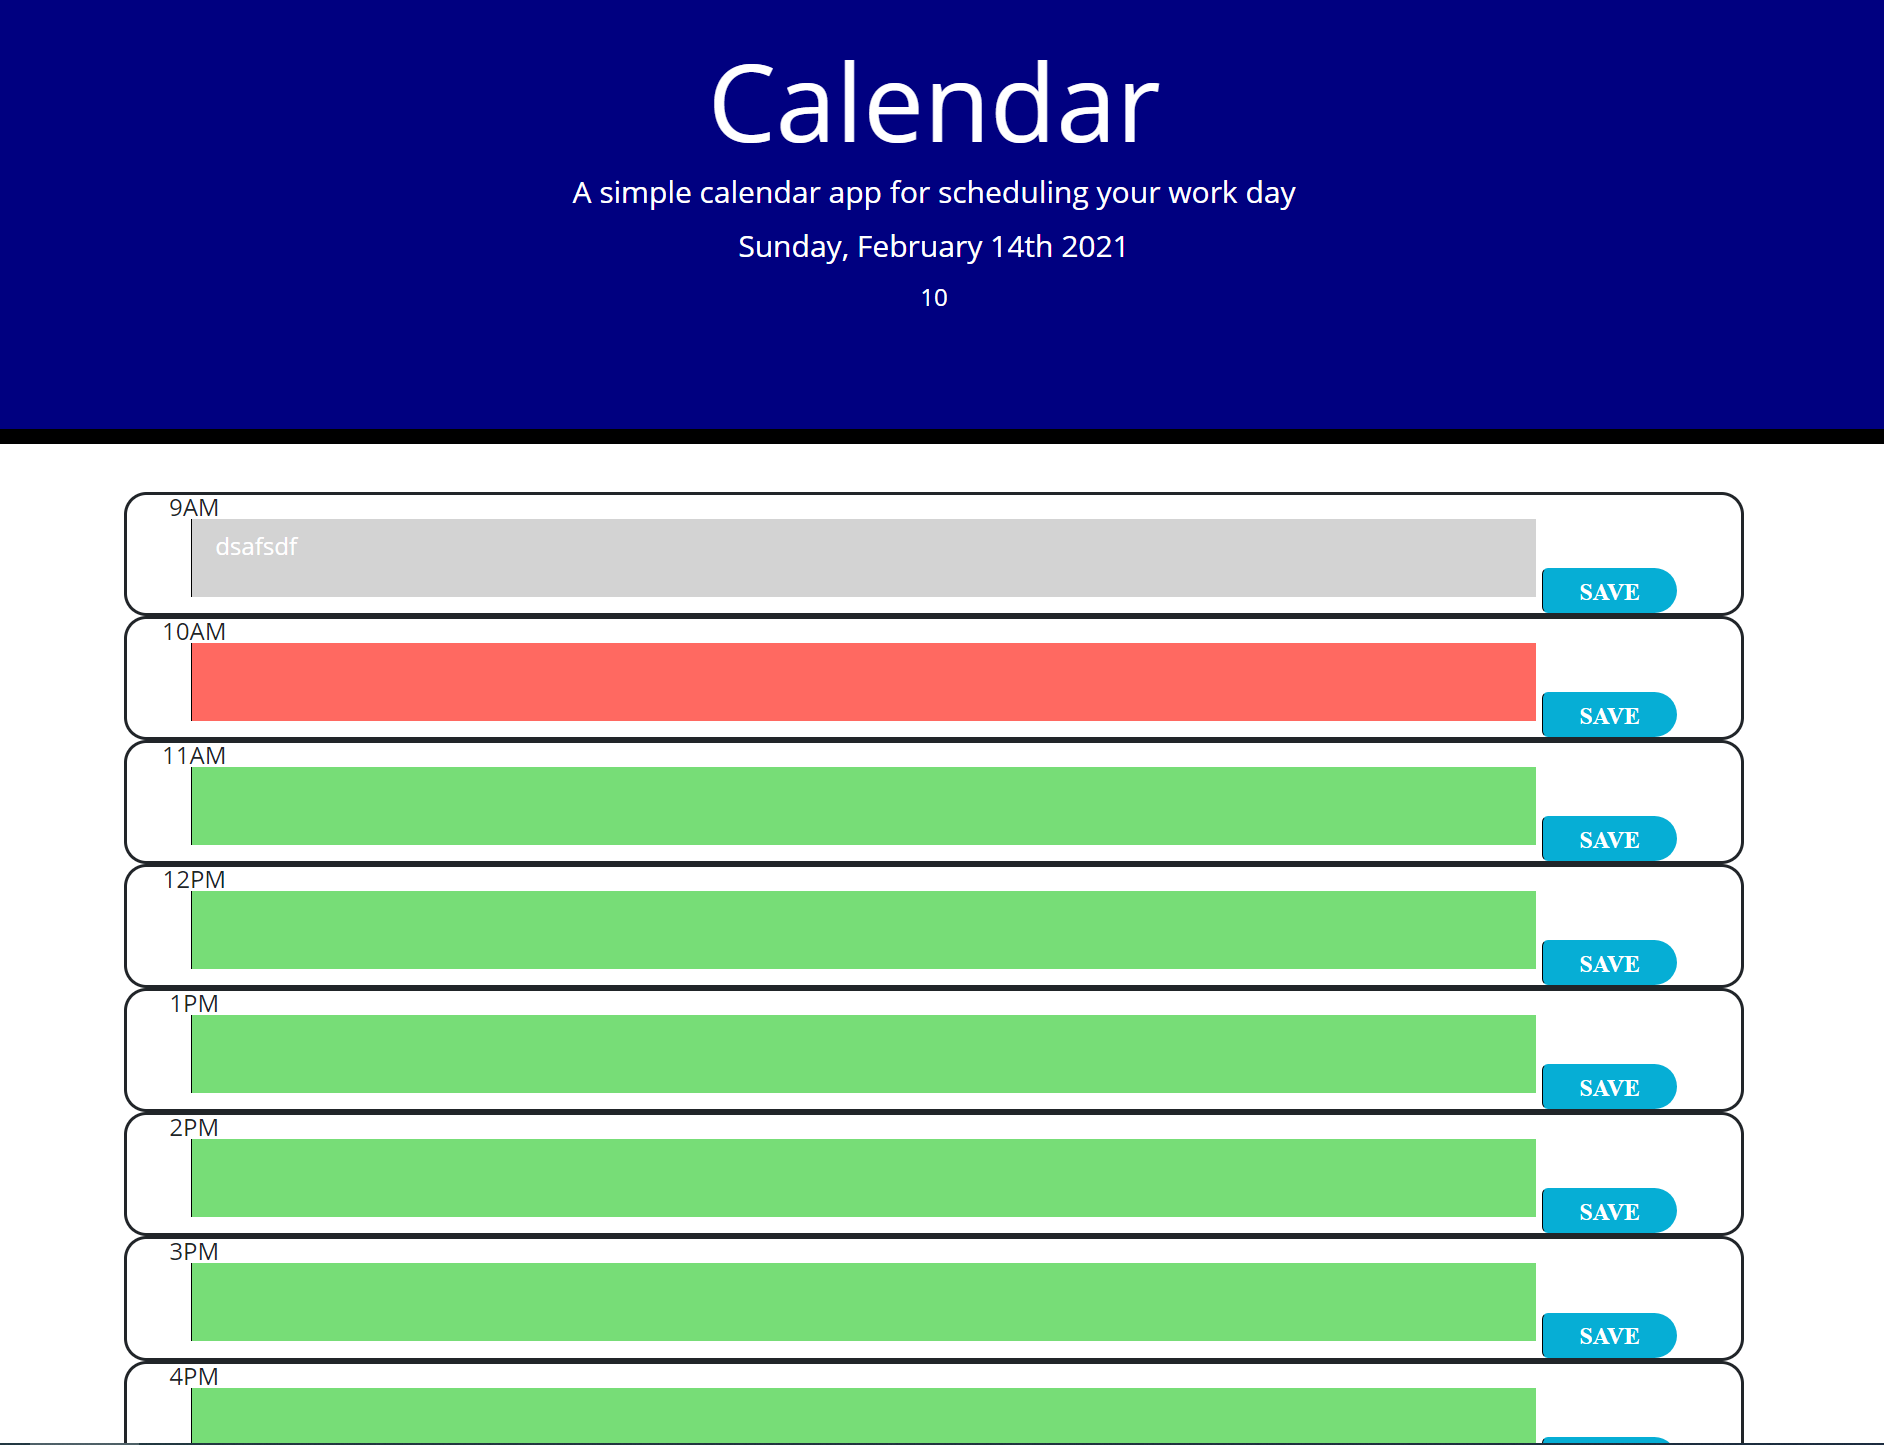 Calendar
A simple calendar app for scheduling your work day
Sunday, February 14th 2021
10
9AM
dsafsdf
SAVE
10AM
SAVE
11AM
SAVE
12PM
SAVE
1PM
SAVE
2PM
SAVE
3PM
SAVE
4PM